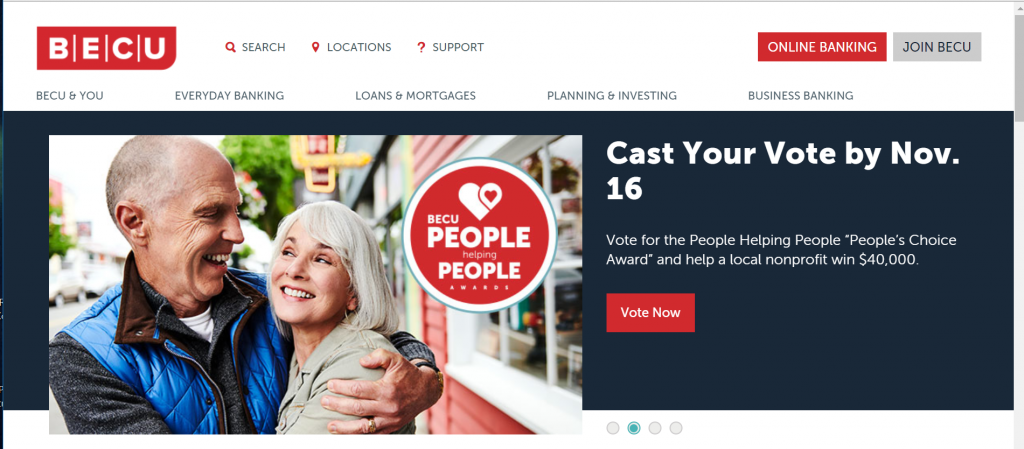 B|E|C|U
SEARCH
LOCATIONS
? SUPPORT
ONLINE BANKING
JOIN BECU
BECU & YOU
EVERYDAY BANKING
LOANS & MORTGAGES
PLANNING & INVESTING
BUSINESS BANKING
BECU
PEOPLE
helping
PEOPLE
AWARDS
Cast Your Vote by Nov.
16
Vote for the People Helping People “People’s Choice
Award” and help a local nonprofit win $40,000.
Vote Now